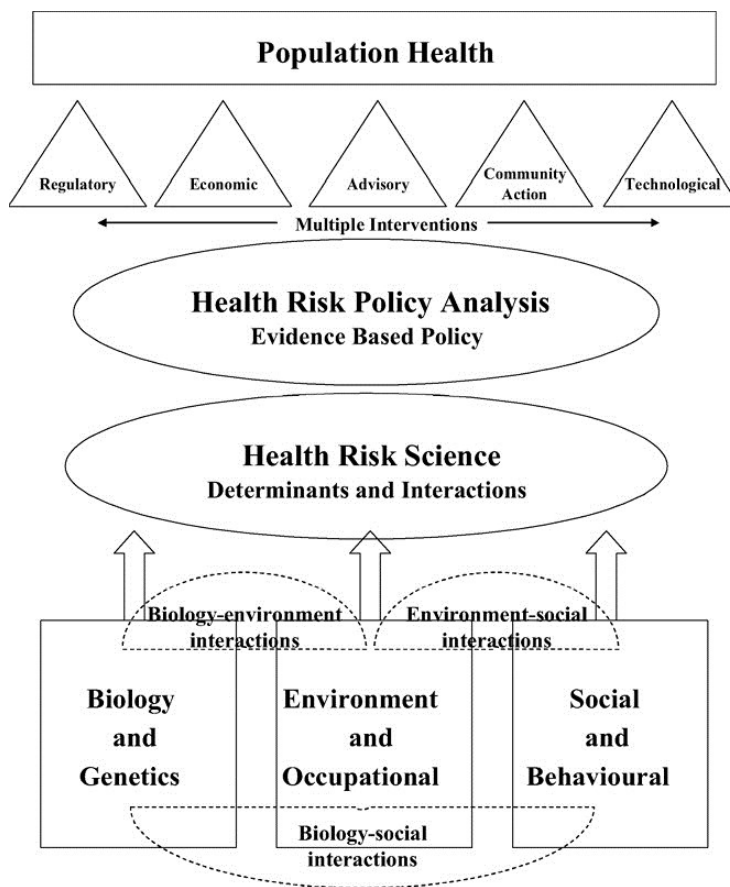 Population Health
Regulatory
Economic
Advisory
Community
Action
Technological
Multiple Interventions
Health Risk Policy Analysis
Evidence Based Policy
Health Risk Science
Determinants and Interactions
Biology-environment
interactions
Environment-social
interactions
Biology
and
Genetics
Environment
and
Occupational
Social
and
Behavioural
Biology-social
interactions